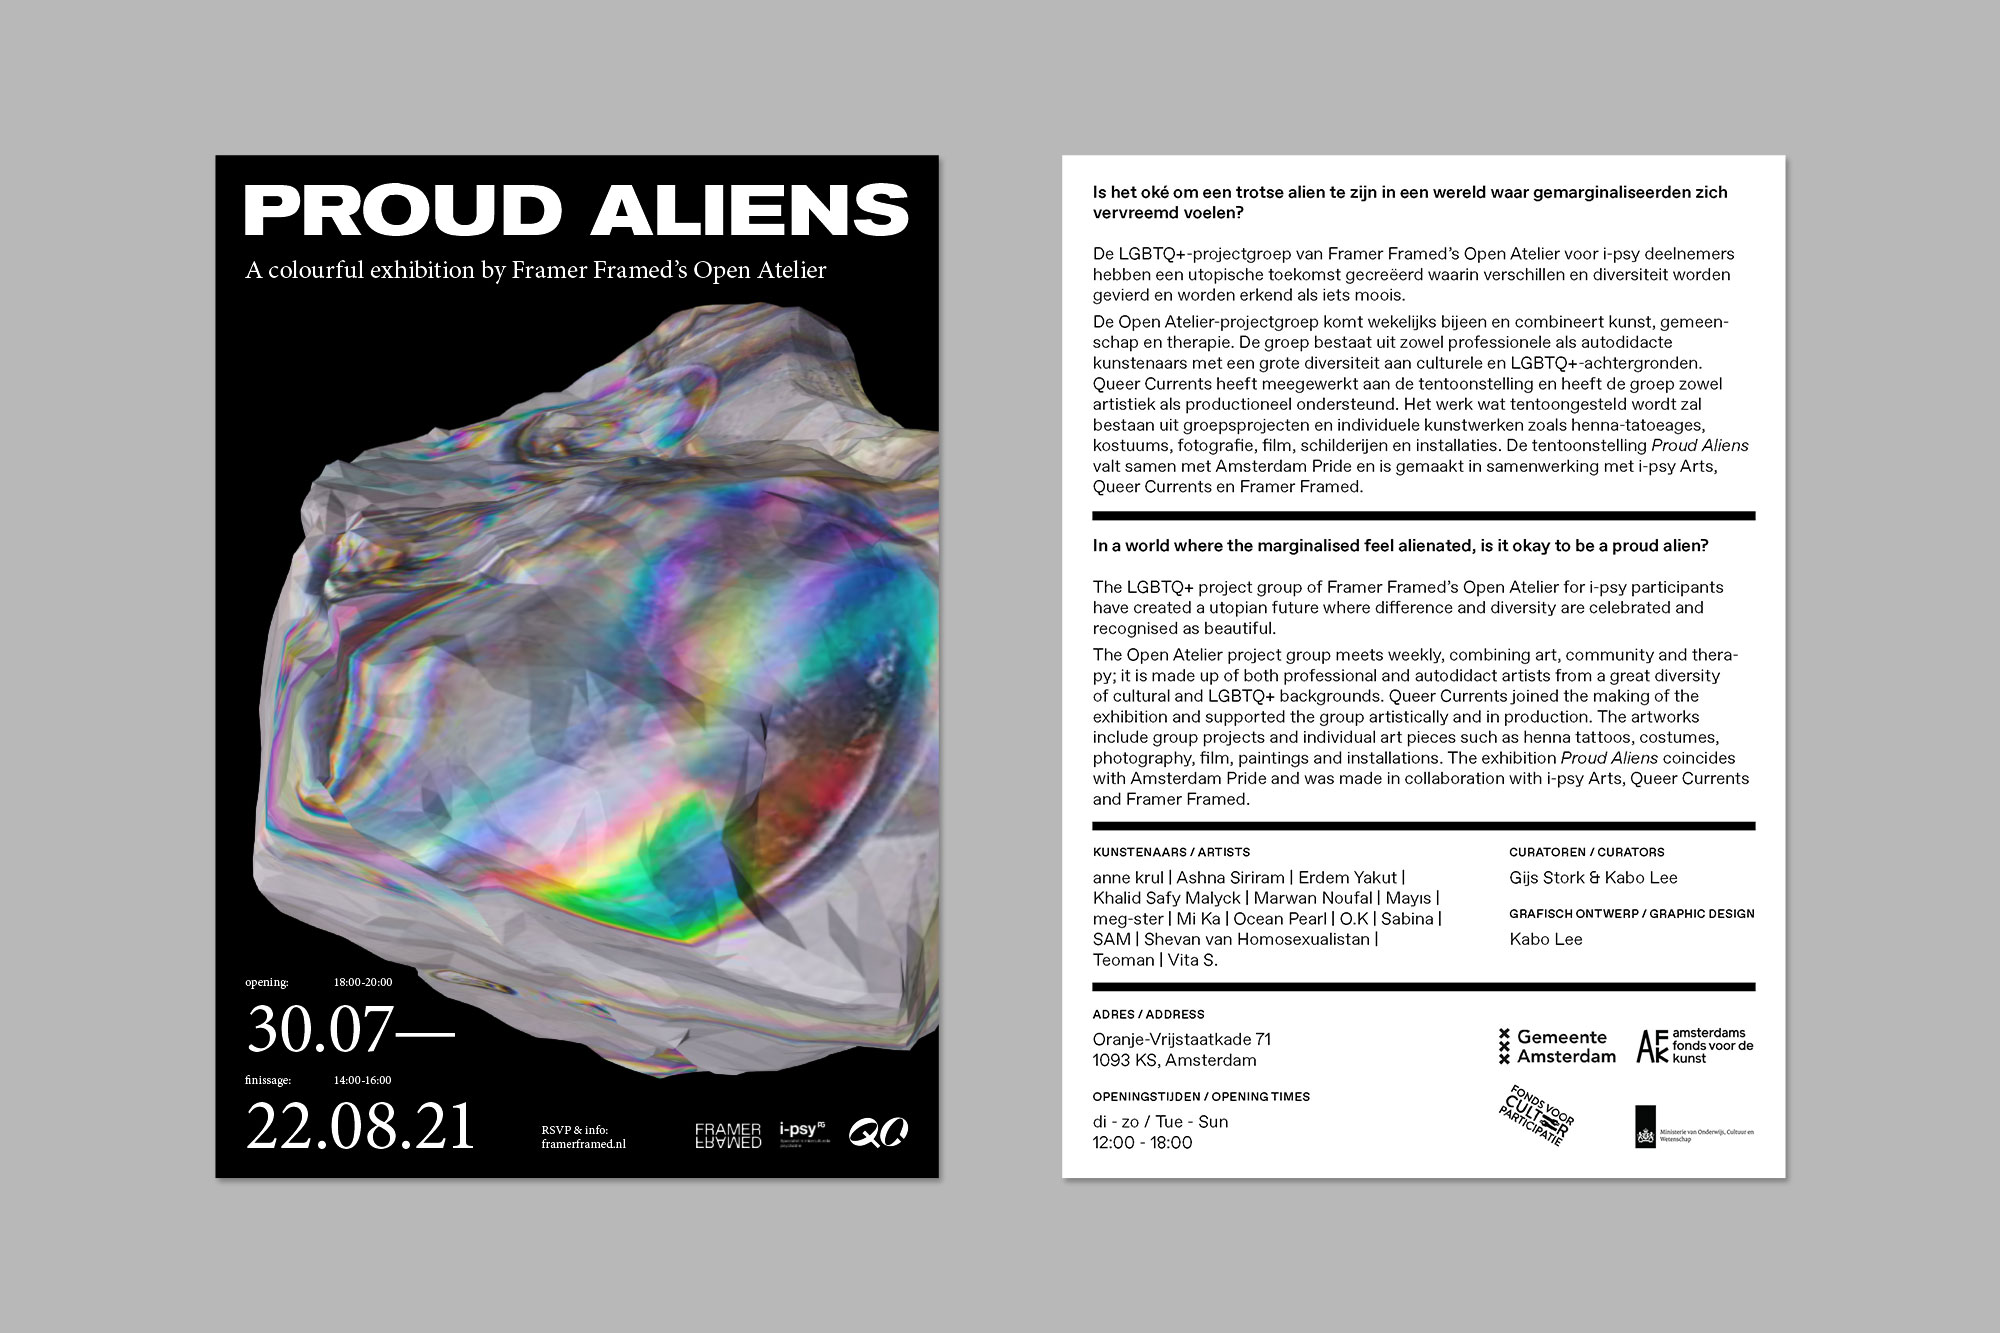 PROUD ALIENS
A colourful exhibition by Framer Framed’s Open Atelier
opening: 18:00-20:00
30.07—
finissage: 14:00-16:00
22.08.21
RSVP & info:
framerframed.nl
FRAMER
FRAMED
i-psy PG
QO
Is het oké om een trotse alien te zijn in een wereld waar gemarginaliseerden zich
vervreemd voelen?
De LGBTQ+-projectgroep van Framer Framed’s Open Atelier voor i-psy deelnemers
hebben een utopische toekomst gecreëerd waarin verschillen en diversiteit worden
gevierd en worden erkend als iets moois.
De Open Atelier-projectgroep komt wekelijks bijeen en combineert kunst, gemeen-
schap en therapie. De groep bestaat uit zowel professionele als autodidacte
kunstenaars met een grote diversiteit aan culturele en LGBTQ+-achtergronden.
Queer Currents heeft meegewerkt aan de tentoonstelling en heeft de groep zowel
artistiek als productioneel ondersteund. Het werk wat tentoongesteld wordt zal
bestaan uit groepsprojecten en individuele kunstwerken zoals henna-tatoeages,
kostuums, fotografie, film, schilderijen en installaties. De tentoonstelling Proud Aliens
valt samen met Amsterdam Pride en is gemaakt in samenwerking met i-psy Arts,
Queer Currents en Framer Framed.
In a world where the marginalised feel alienated, is it okay to be a proud alien?
The LGBTQ+ project group of Framer Framed’s Open Atelier for i-psy participants
have created a utopian future where difference and diversity are celebrated and
recognised as beautiful.
The Open Atelier project group meets weekly, combining art, community and thera-
py; it is made up of both professional and autodidact artists from a great diversity
of cultural and LGBTQ+ backgrounds. Queer Currents joined the making of the
exhibition and supported the group artistically and in production. The artworks
include group projects and individual art pieces such as henna tattoos, costumes,
photography, film, paintings and installations. The exhibition Proud Aliens coincides
with Amsterdam Pride and was made in collaboration with i-psy Arts, Queer Currents
and Framer Framed.
KUNSTENAARS / ARTISTS
anne krul | Ashna Siriram | Erdem Yakut |
Khalid Safy Malyck | Marwan Noufal | Mayıs |
meg-ster | Mi Ka | Ocean Pearl | O.K | Sabina |
SAM | Shevan van Homosexualistan |
Teoman | Vita S.
CURATOREN / CURATORS
Gijs Stork & Kabo Lee
GRAFISCH ONTWERP / GRAPHIC DESIGN
Kabo Lee
ADRES / ADDRESS
Oranje-Vrijstaatkade 71
1093 KS, Amsterdam
OPENINGSTIJDEN / OPENING TIMES
di - zo / Tue - Sun
12:00 - 18:00
Gemeente
Amsterdam
AFK
amsterdams
fonds voor de
kunst
FONDS VOOR
CULTUUR
PARTICIPATIE
Ministerie van Onderwijs, Cultuur en
Wetenschap